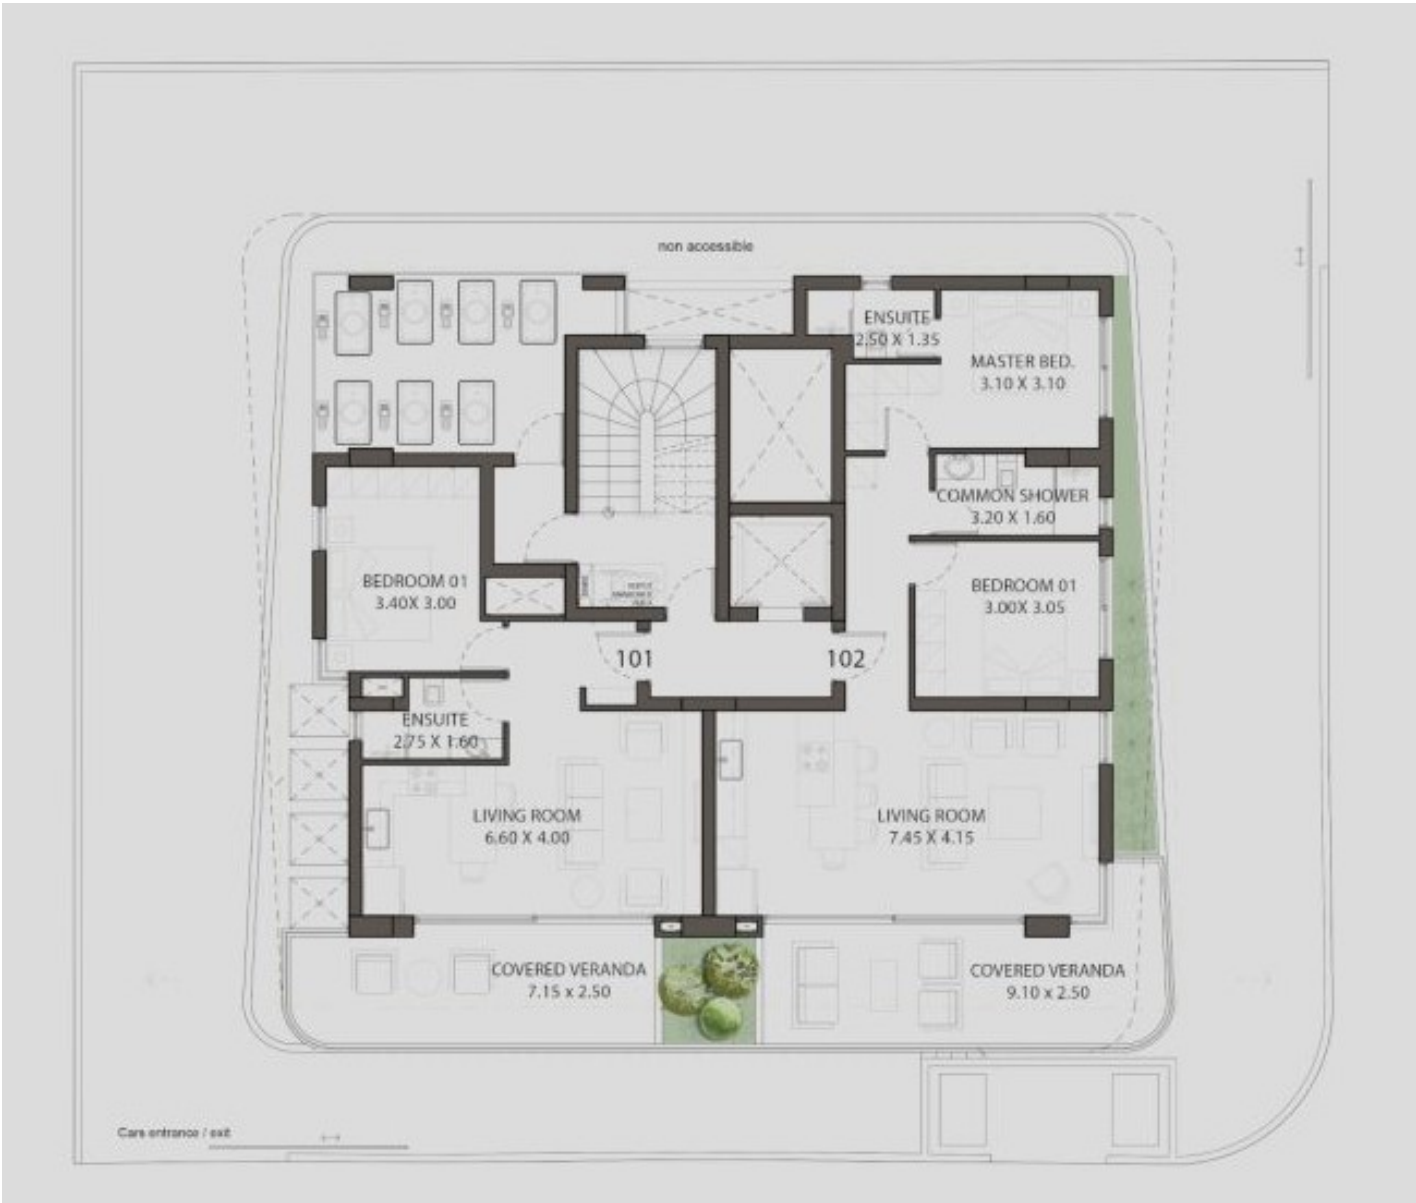 non accessible
ENSUITE
2.50 X 1.35
MASTER BED.
3.10 X 3.10
COMMON SHOWER
3.20 X 1.60
BEDROOM 01
3.40X 3.00
BEDROOM 01
3.00X 3.05
101
102
ENSUITE
2.75 X 1.60
LIVING ROOM
6.60 X 4.00
LIVING ROOM
7.45 X 4.15
COVERED VERANDA
7.15 x 2.50
COVERED VERANDA
9.10 x 2.50
Cars entrance / exit